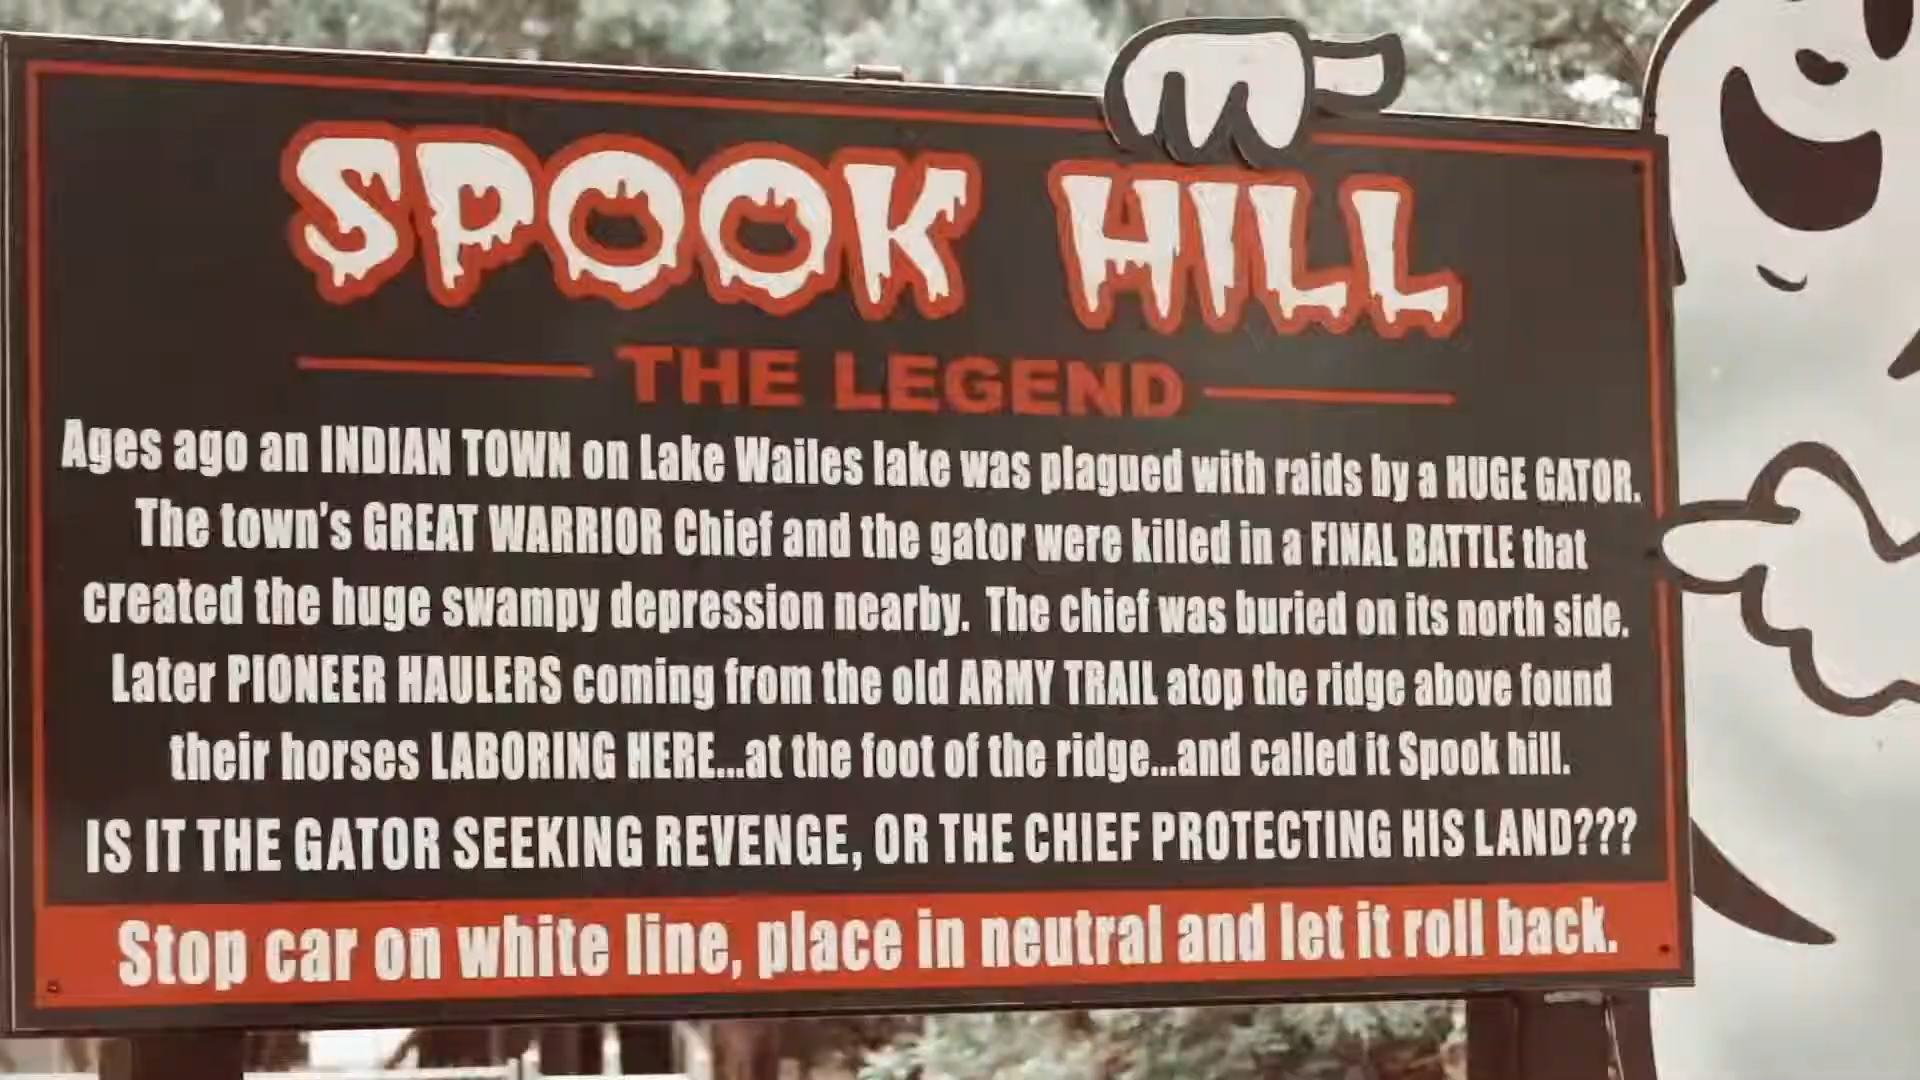 SPOOK HILL
THE LEGEND
Ages ago an INDIAN TOWN on Lake Wailes lake was plagued with raids by a HUGE GATOR.
The town's GREAT WARRIOR Chief and the gator were killed in a FINAL BATTLE that
created the huge swampy depression nearby. The chief was buried on its north side.
Later PIONEER HAULERS coming from the old ARMY TRAIL atop the ridge above found
their horses LABORING HERE...at the foot of the ridge...and called it Spook hill.
IS IT THE GATOR SEEKING REVENGE, OR THE CHIEF PROTECTING HIS LAND???
Stop car on white line, place in neutral and let it roll back.